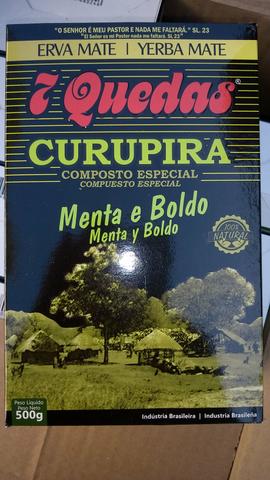 "O SENHOR É MEU PASTOR E NADA ME FALTARÁ." SL. 23
"El Señor es mi Pastor nada me faltará. SL 23"
ERVA MATE | YERBA MATE
7 Quedas®
CURUPIRA
COMPOSTO ESPECIAL
COMPUESTO ESPECIAL
Menta e Boldo
Menta y Boldo
100%
NATURAL
Peso Líquido
Peso Neto
500g
Indústria Brasileira | Industria Brasileña